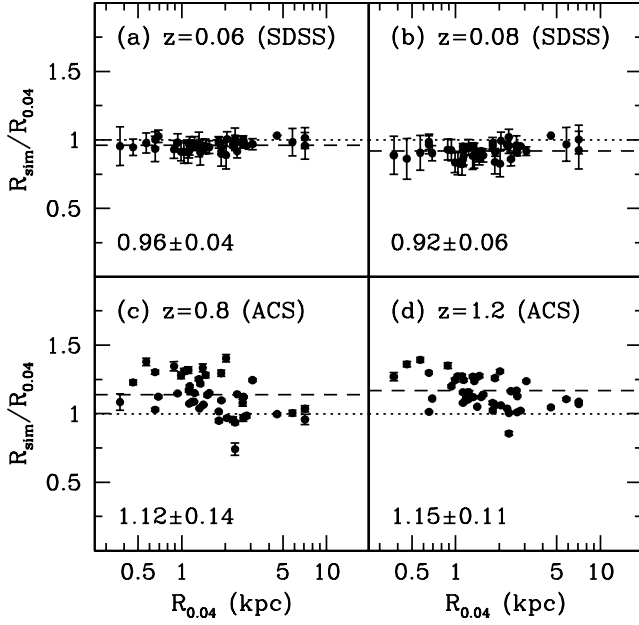 (a) z=0.06 (SDSS)
(b) z=0.08 (SDSS)
1.5
1
0.5
R_sim/R_0.04
0.96±0.04
0.92±0.06
(c) z=0.8 (ACS)
(d) z=1.2 (ACS)
1.5
1
0.5
R_sim/R_0.04
1.12±0.14
1.15±0.11
0.5 1 5 10
0.5 1 5 10
R_0.04 (kpc)
R_0.04 (kpc)